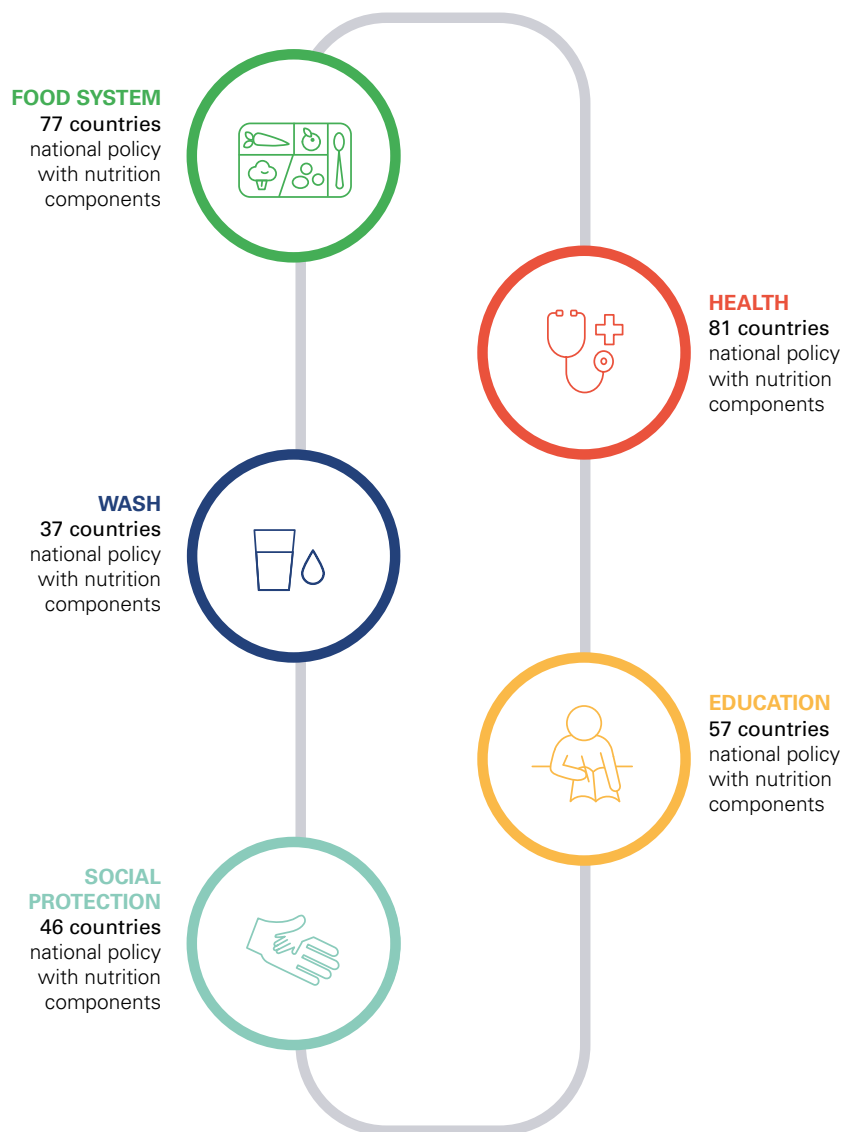 FOOD SYSTEM
77 countries
national policy
with nutrition
components
HEALTH
81 countries
national policy
with nutrition
components
WASH
37 countries
national policy
with nutrition
components
EDUCATION
57 countries
national policy
with nutrition
components
SOCIAL
PROTECTION
46 countries
national policy
with nutrition
components